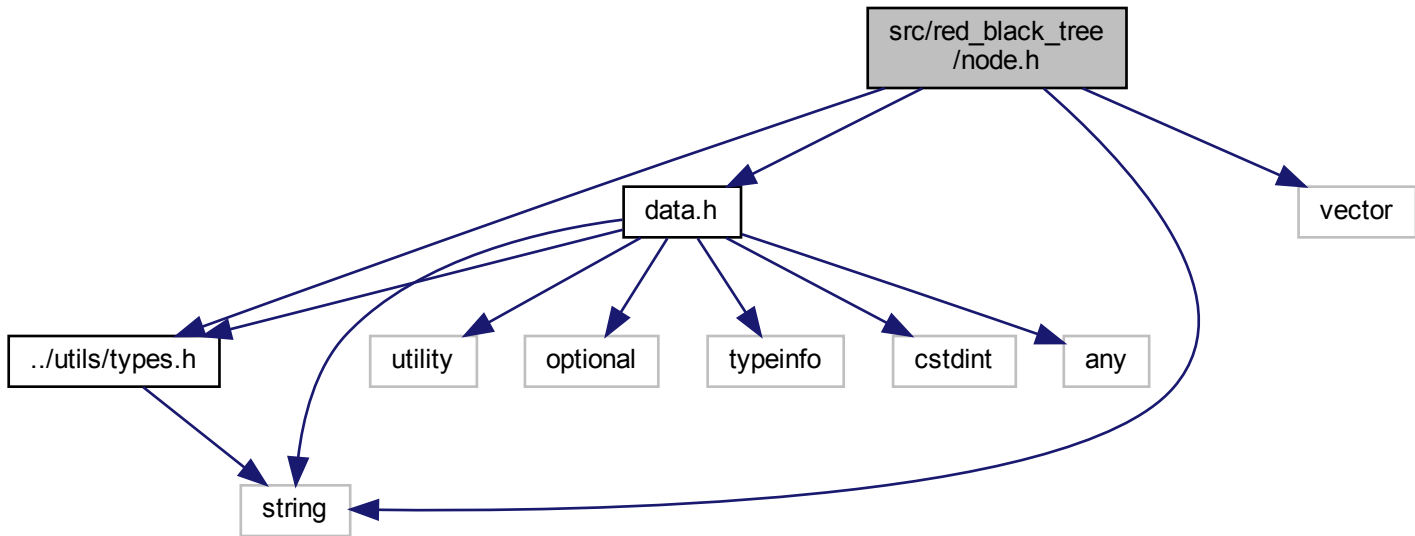 src/red_black_tree
/node.h
data.h
vector
../utils/types.h
utility
optional
typeinfo
cstdint
any
string